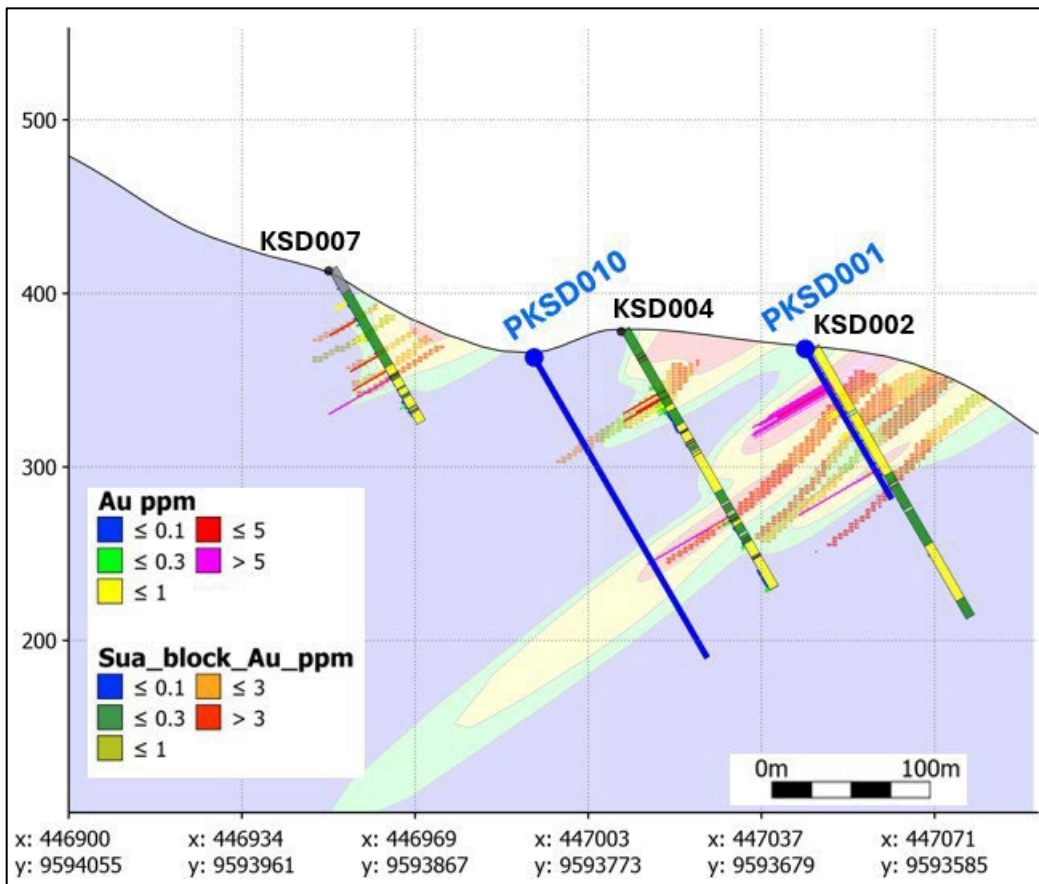 500
400
300
200
KSD007
PKSD010
KSD004
PKSD001
KSD002
Au ppm
≤ 0.1 ≤ 5
≤ 0.3 > 5
≤ 1
Sua_block_Au_ppm
≤ 0.1 ≤ 3
≤ 0.3 > 3
≤ 1
0m 100m
x: 446900 x: 446934 x: 446969 x: 447003 x: 447037 x: 447071
y: 9594055 y: 9593961 y: 9593867 y: 9593773 y: 9593679 y: 9593585